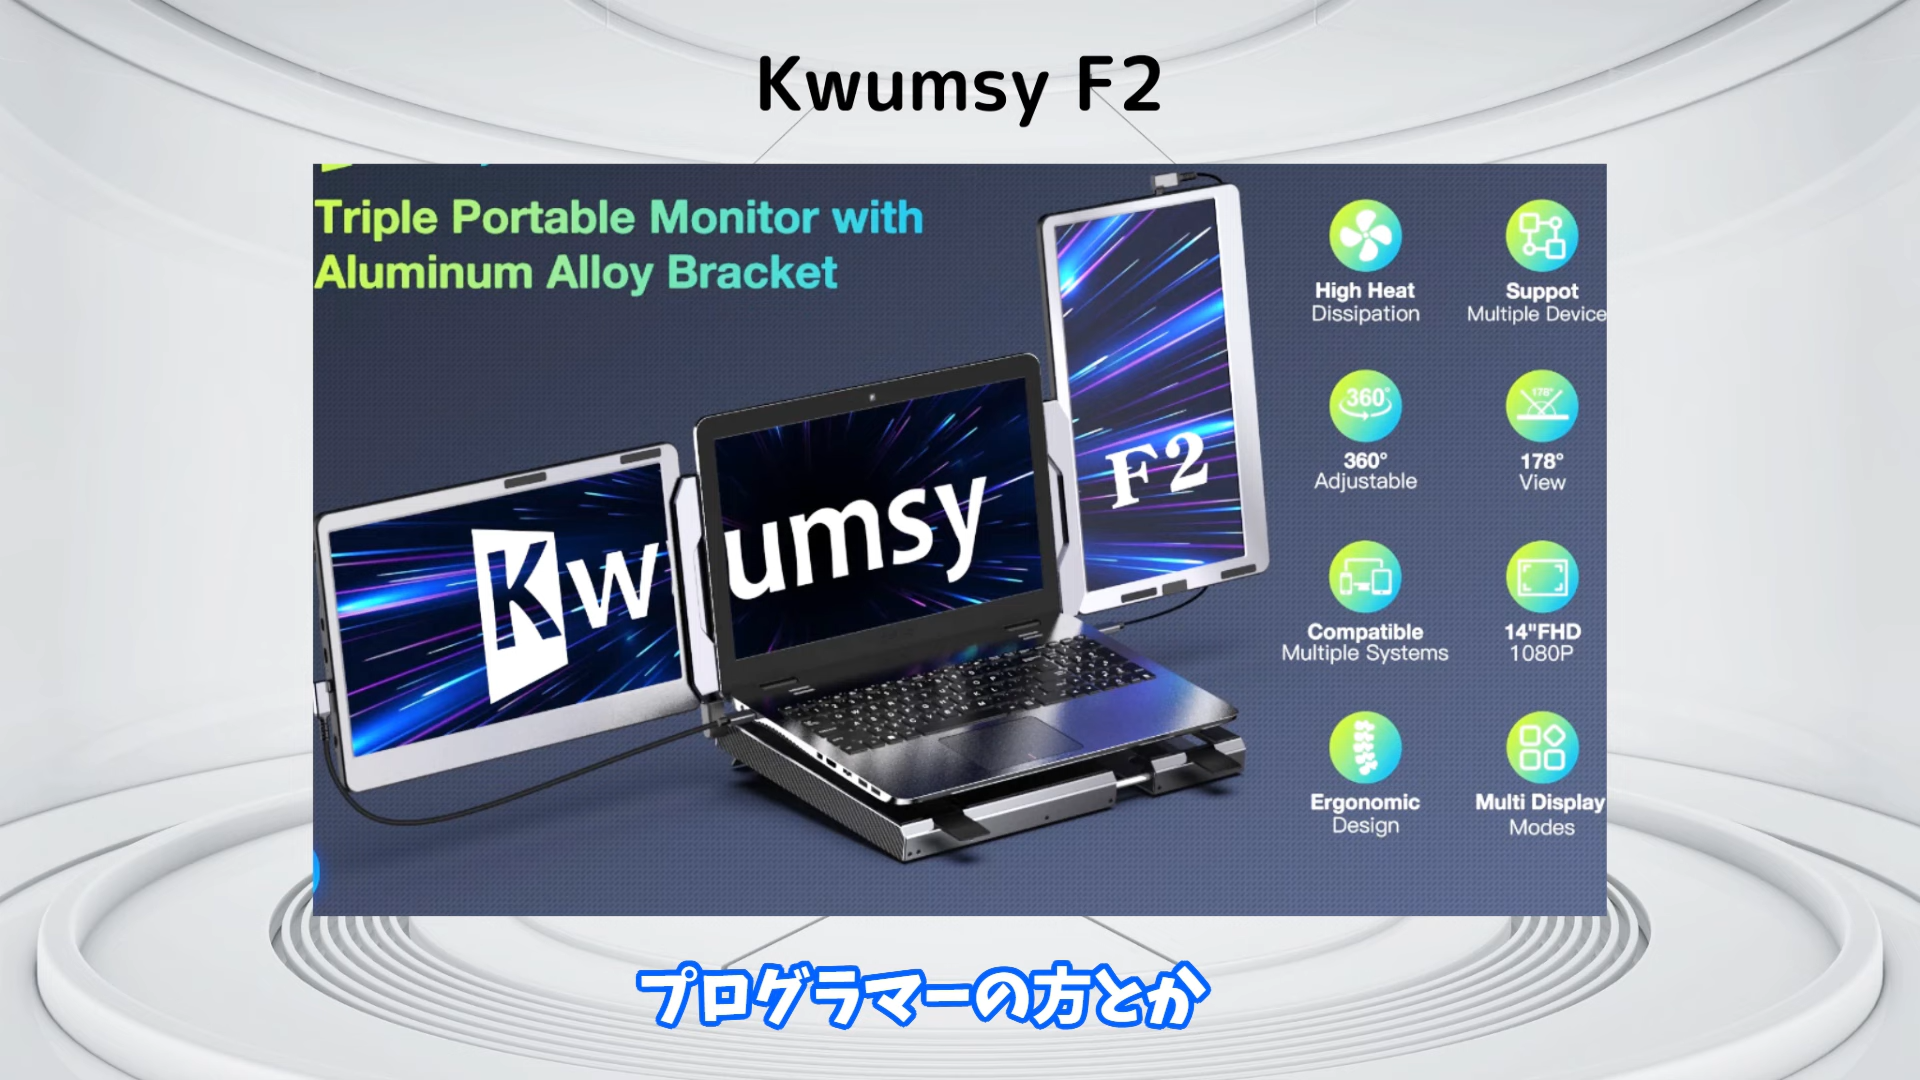 Kwumsy F2
Triple Portable Monitor with
Aluminum Alloy Bracket
Kw
umsy
F2
High Heat
Dissipation
Suppot
Multiple Device
360°
360°
Adjustable
178°
178°
View
Compatible
Multiple Systems
14"FHD
1080P
Ergonomic
Design
Multi Display
Modes
プログラマーの方とか